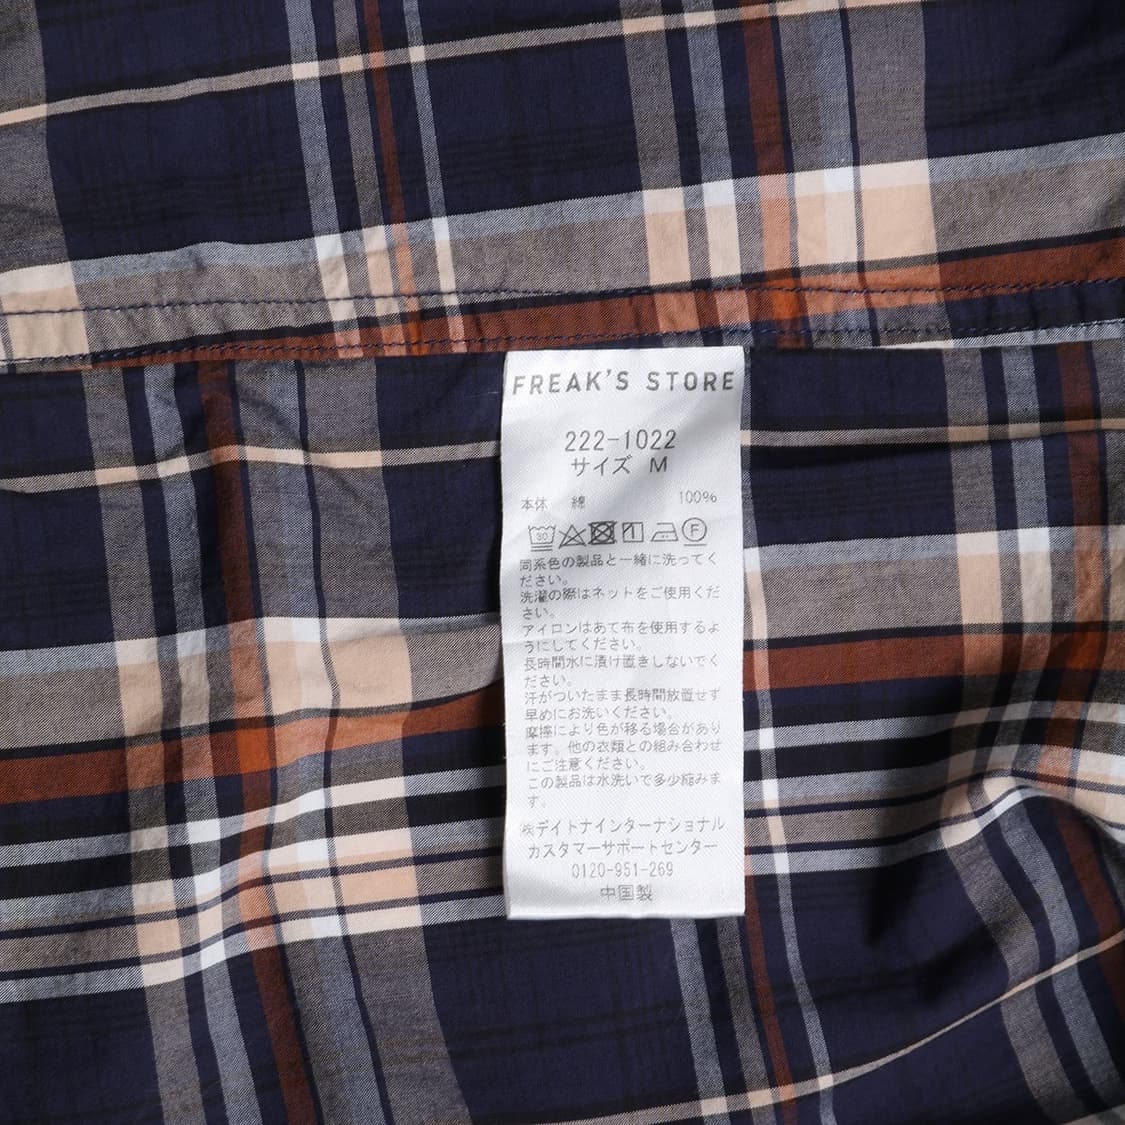 FREAK'S STORE
222-1022
サイズ M
本体 綿 100%
30
F
同系色の製品と一緒に洗ってく
ださい。
洗濯の際はネットをご使用くだ
さい。
アイロンはあて布を使用するよ
うにしてください。
長時間水に漬け置きしないでく
ださい。
汗がついたまま長時間放置せず
早めにお洗いください。
摩擦により色が移る場合があり
ます。他の衣類との組み合わせ
にご注意ください。
この製品は水洗いで多少縮みま
す。
㈱デイトナインターナショナル
カスタマーサポートセンター
0120-951-269
中国製